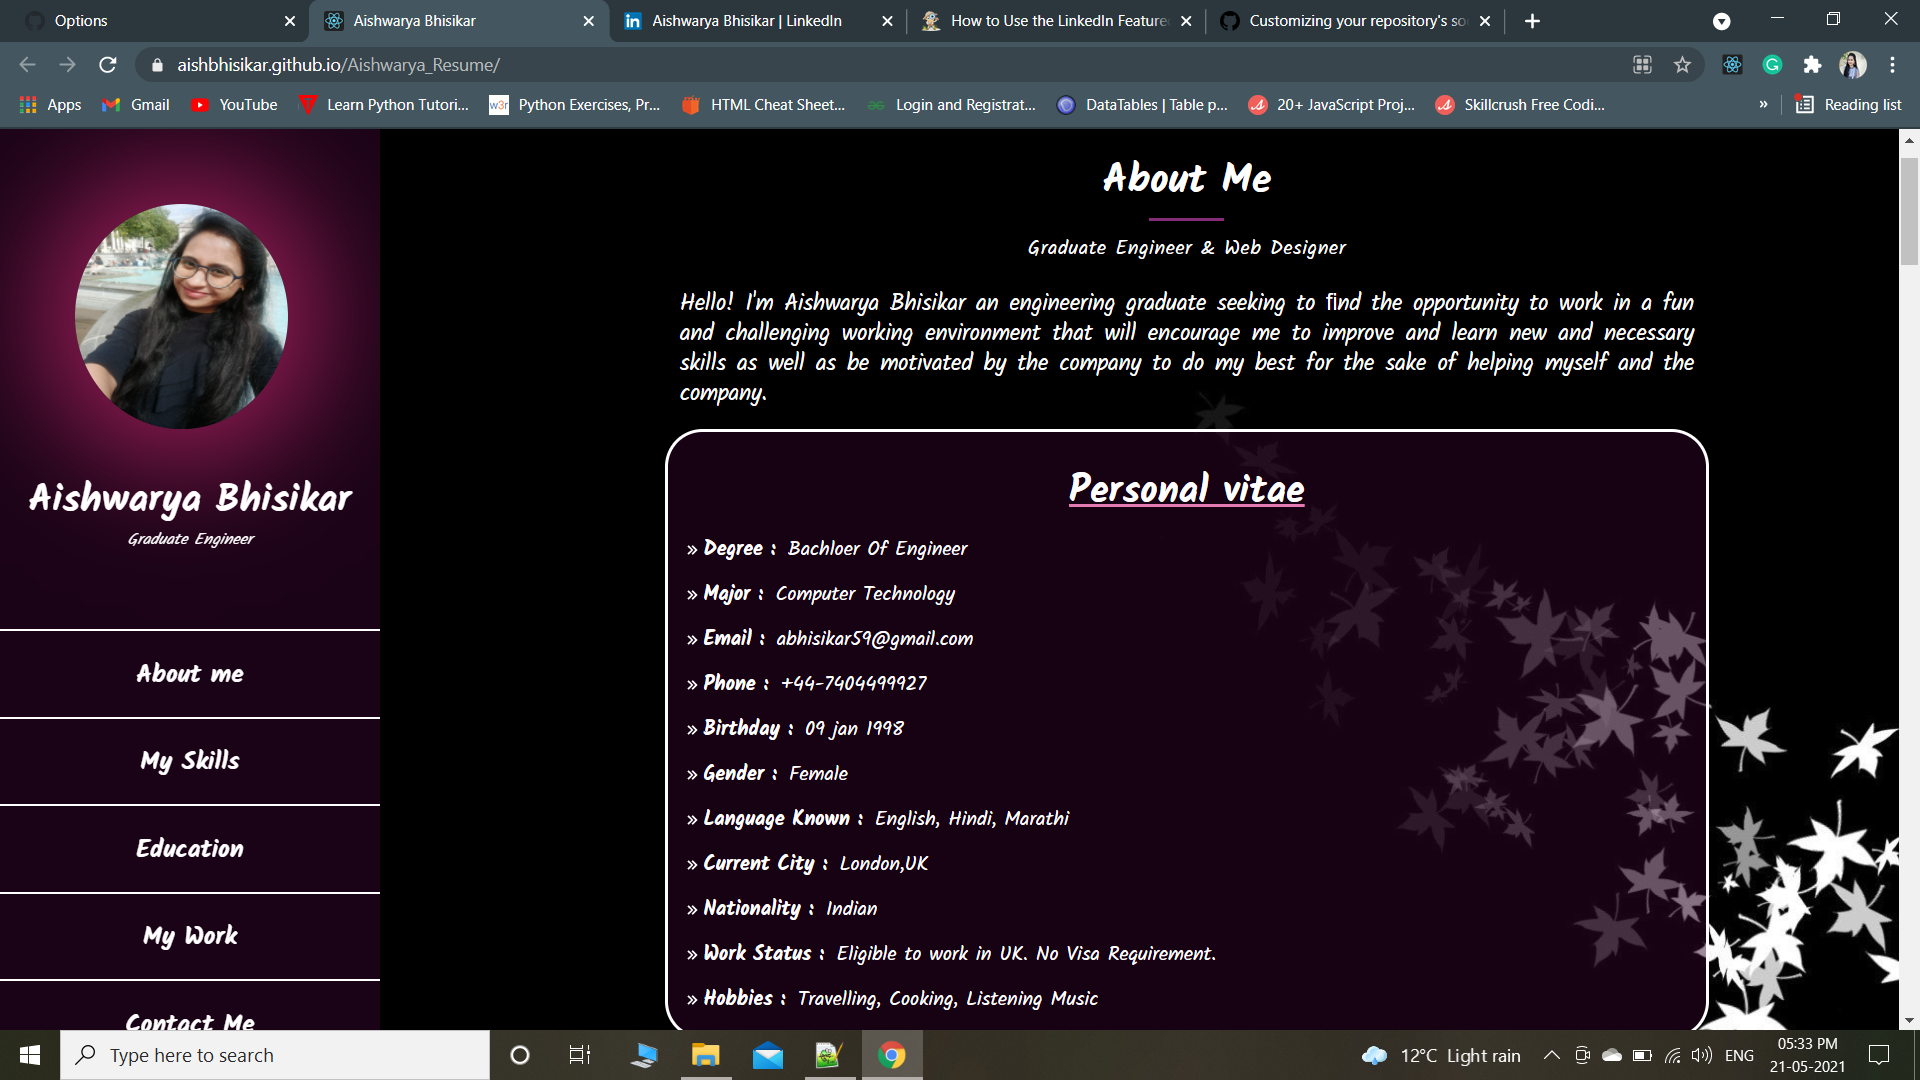 Options
Aishwarya Bhisikar
Aishwarya Bhisikar | LinkedIn
How to Use the LinkedIn Feature
Customizing your repository's so
aishbhisikar.github.io/Aishwarya_Resume/
Apps
Gmail
YouTube
Learn Python Tutori...
w3r
Python Exercises, Pr...
HTML Cheat Sheet...
Login and Registrat...
DataTables | Table p...
20+ JavaScript Proj...
Skillcrush Free Codi...
»
Reading list
Aishwarya Bhisikar
Graduate Engineer
About me
My Skills
Education
My Work
Contact Me
About Me
Graduate Engineer & Web Designer
Hello! I'm Aishwarya Bhisikar an engineering graduate seeking to find the opportunity to work in a fun
and challenging working environment that will encourage me to improve and learn new and necessary
skills as well as be motivated by the company to do my best for the sake of helping myself and the
company.
Personal vitae
» Degree : Bachloer Of Engineer
» Major : Computer Technology
» Email : abhisikar59@gmail.com
» Phone : +44-7404499927
» Birthday : 09 jan 1998
» Gender : Female
» Language Known : English, Hindi, Marathi
» Current City : London,UK
» Nationality : Indian
» Work Status : Eligible to work in UK. No Visa Requirement.
» Hobbies : Travelling, Cooking, Listening Music
Type here to search
12°C Light rain
ENG
05:33 PM
21-05-2021